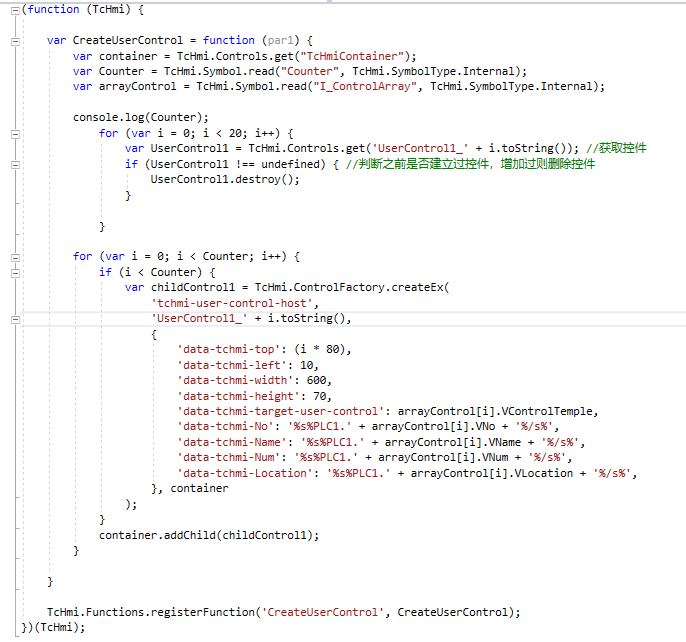 (function (TcHmi) {
var CreateUserControl = function (par1) {
var container = TcHmi.Controls.get("TcHmiContainer");
var Counter = TcHmi.Symbol.read("Counter", TcHmi.SymbolType.Internal);
var arrayControl = TcHmi.Symbol.read("I_ControlArray", TcHmi.SymbolType.Internal);
console.log(Counter);
for (var i = 0; i < 20; i++) {
var UserControl1 = TcHmi.Controls.get('UserControl1_' + i.toString()); //获取控件
if (UserControl1 !== undefined) { //判断之前是否建立过控件，增加过则删除控件
UserControl1.destroy();
}
}
for (var i = 0; i < Counter; i++) {
if (i < Counter) {
var childControl1 = TcHmi.ControlFactory.createEx(
'tchmi-user-control-host',
'UserControl1_' + i.toString(),
{
'data-tchmi-top': (i * 80),
'data-tchmi-left': 10,
'data-tchmi-width': 600,
'data-tchmi-height': 70,
'data-tchmi-target-user-control': arrayControl[i].VControlTemple,
'data-tchmi-No': '%s%PLC1.' + arrayControl[i].VNo + '%/s%',
'data-tchmi-Name': '%s%PLC1.' + arrayControl[i].VName + '%/s%',
'data-tchmi-Num': '%s%PLC1.' + arrayControl[i].VNum + '%/s%',
'data-tchmi-Location': '%s%PLC1.' + arrayControl[i].VLocation + '%/s%',
}, container
);
}
container.addChild(childControl1);
}
}
TcHmi.Functions.registerFunction('CreateUserControl', CreateUserControl);
})(TcHmi);